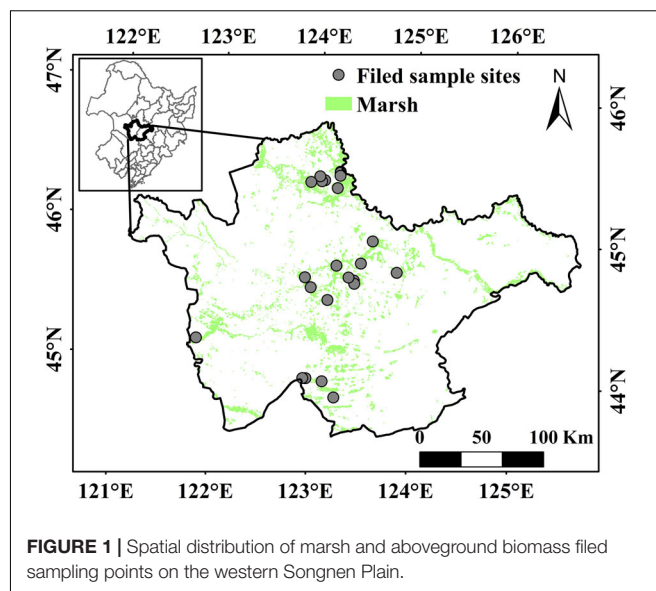 122°E 123°E 124°E 125°E 126°E
47°N
46°N
45°N
Filed sample sites
Marsh
N
46°N
45°N
44°N
0 50 100 Km
121°E 122°E 123°E 124°E 125°E
FIGURE 1 | Spatial distribution of marsh and aboveground biomass filed
sampling points on the western Songnen Plain.